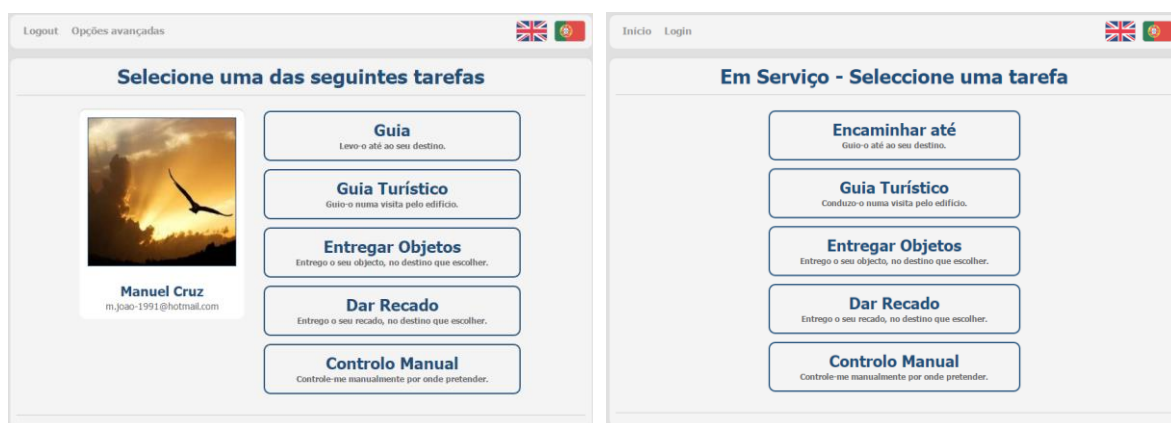 Logout Opções avançadas
Selecione uma das seguintes tarefas
Guia
Levo-o até ao seu destino.
Guia Turístico
Guio-o numa visita pelo edifício.
Entregar Objetos
Entrego o seu objecto, no destino que escolher.
Dar Recado
Entrego o seu recado, no destino que escolher.
Controlo Manual
Controle-me manualmente por onde pretender.
Manuel Cruz
m.joao-1991@hotmail.com
Início Login
Em Serviço - Seleccione uma tarefa
Encaminhar até
Guio-o até ao seu destino.
Guia Turístico
Conduzo-o numa visita pelo edifício.
Entregar Objetos
Entrego o seu objecto, no destino que escolher.
Dar Recado
Entrego o seu recado, no destino que escolher.
Controlo Manual
Controle-me manualmente por onde pretender.